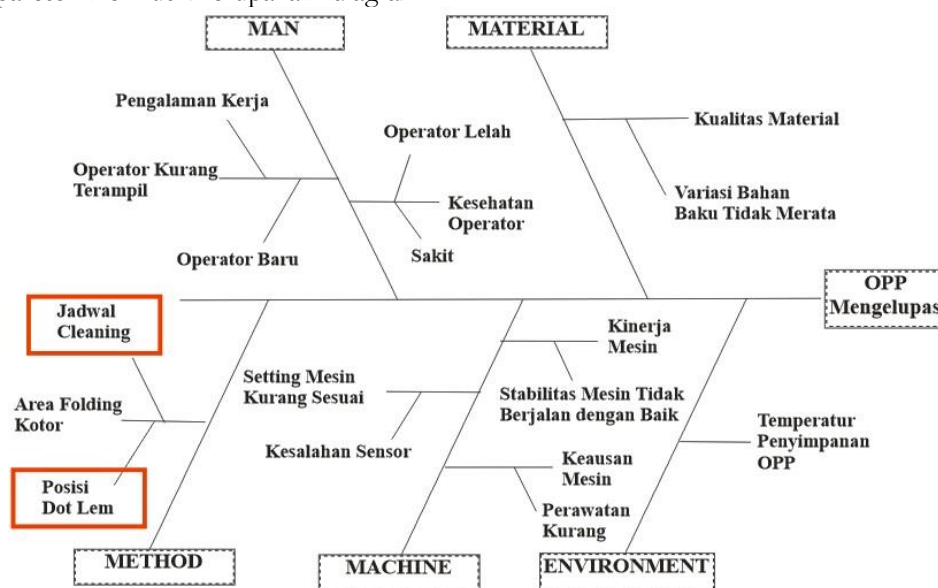 MAN
MATERIAL
Pengalaman Kerja
Operator Lelah
Kualitas Material
Operator Kurang
Terampil
Kesehatan
Operator
Variasi Bahan
Baku Tidak Merata
Operator Baru
Sakit
OPP
Mengelupas
Jadwal
Cleaning
Kinerja
Mesin
Setting Mesin
Kurang Sesuai
Stabilitas Mesin Tidak
Berjalan dengan Baik
Area Folding
Kotor
Temperatur
Penyimpanan
OPP
Kesalahan Sensor
Keausan
Mesin
Posisi
Dot Lem
Perawatan
Kurang
METHOD
MACHINE
ENVIRONMENT